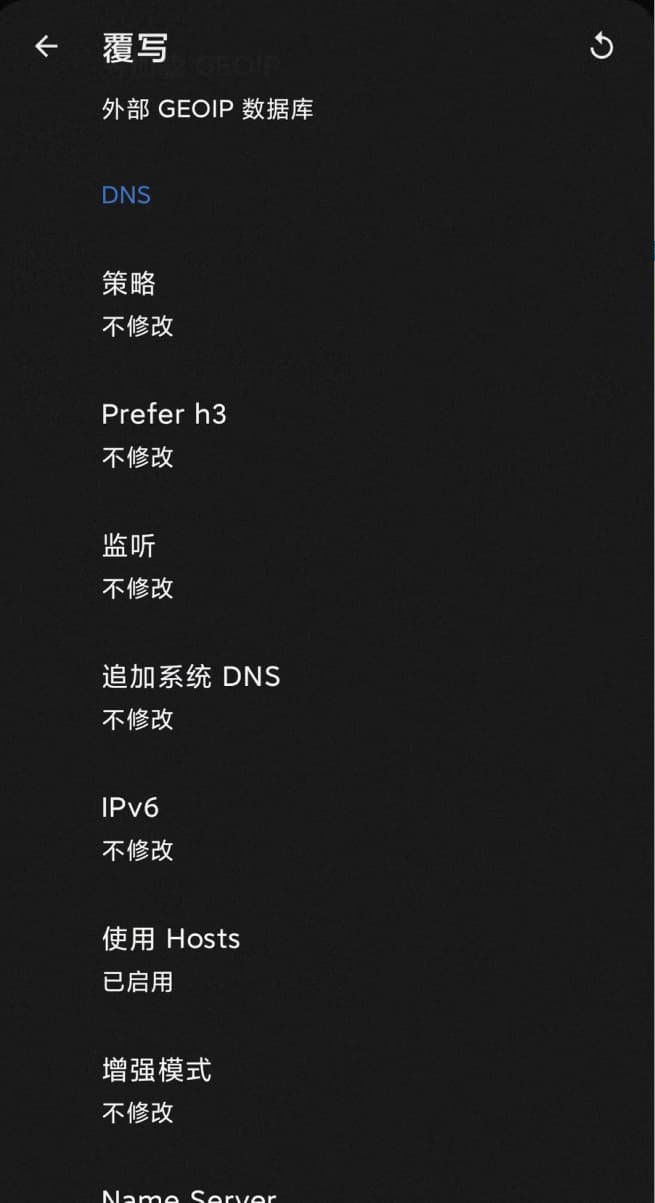 覆写
外部 GEOIP 数据库
DNS
策略
不修改
Prefer h3
不修改
监听
不修改
追加系统 DNS
不修改
IPv6
不修改
使用 Hosts
已启用
增强模式
不修改
Name Server